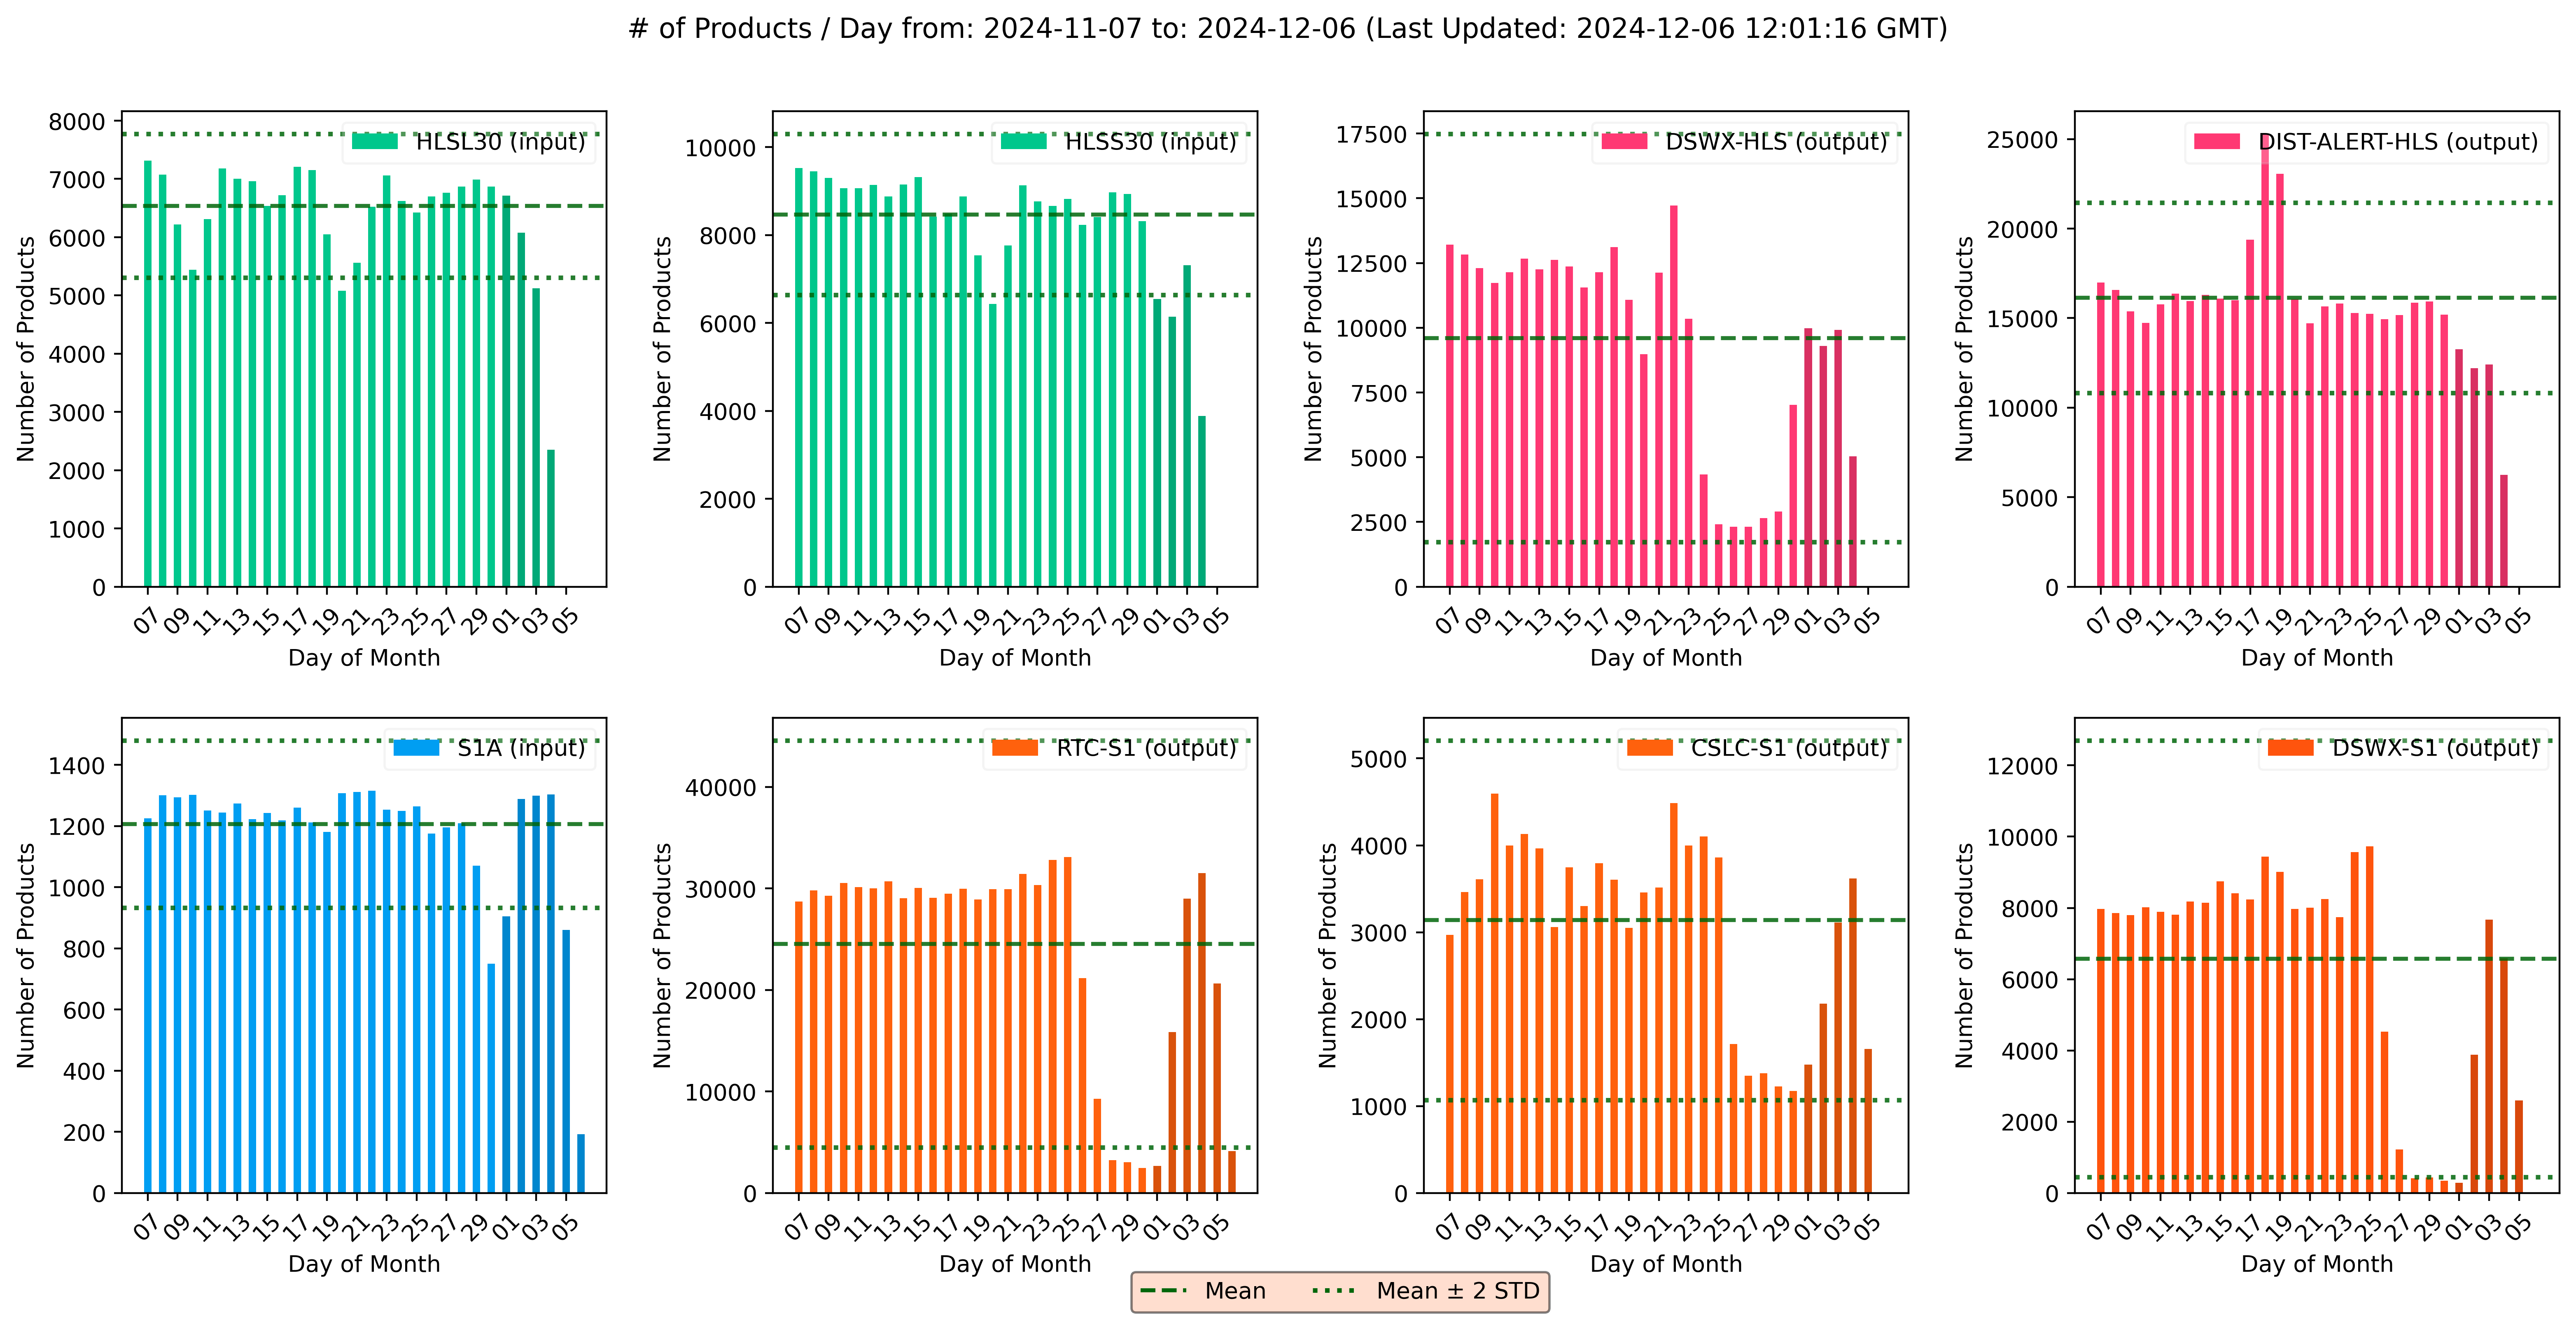 # of Products / Day from: 2024-11-07 to: 2024-12-06 (Last Updated: 2024-12-06 12:01:16 GMT)
HLSL30 (input)
Number of Products
8000
7000
6000
5000
4000
3000
2000
1000
0
07 09 11 13 15 17 19 21 23 25 27 29 01 03 05
Day of Month
HLSS30 (input)
Number of Products
10000
8000
6000
4000
2000
0
07 09 11 13 15 17 19 21 23 25 27 29 01 03 05
Day of Month
DSWX-HLS (output)
Number of Products
17500
15000
12500
10000
7500
5000
2500
0
07 09 11 13 15 17 19 21 23 25 27 29 01 03 05
Day of Month
DIST-ALERT-HLS (output)
Number of Products
25000
20000
15000
10000
5000
0
07 09 11 13 15 17 19 21 23 25 27 29 01 03 05
Day of Month
S1A (input)
Number of Products
1400
1200
1000
800
600
400
200
0
07 09 11 13 15 17 19 21 23 25 27 29 01 03 05
Day of Month
RTC-S1 (output)
Number of Products
40000
30000
20000
10000
0
07 09 11 13 15 17 19 21 23 25 27 29 01 03 05
Day of Month
CSLC-S1 (output)
Number of Products
5000
4000
3000
2000
1000
0
07 09 11 13 15 17 19 21 23 25 27 29 01 03 05
Day of Month
DSWX-S1 (output)
Number of Products
12000
10000
8000
6000
4000
2000
0
07 09 11 13 15 17 19 21 23 25 27 29 01 03 05
Day of Month
Mean
Mean ± 2 STD